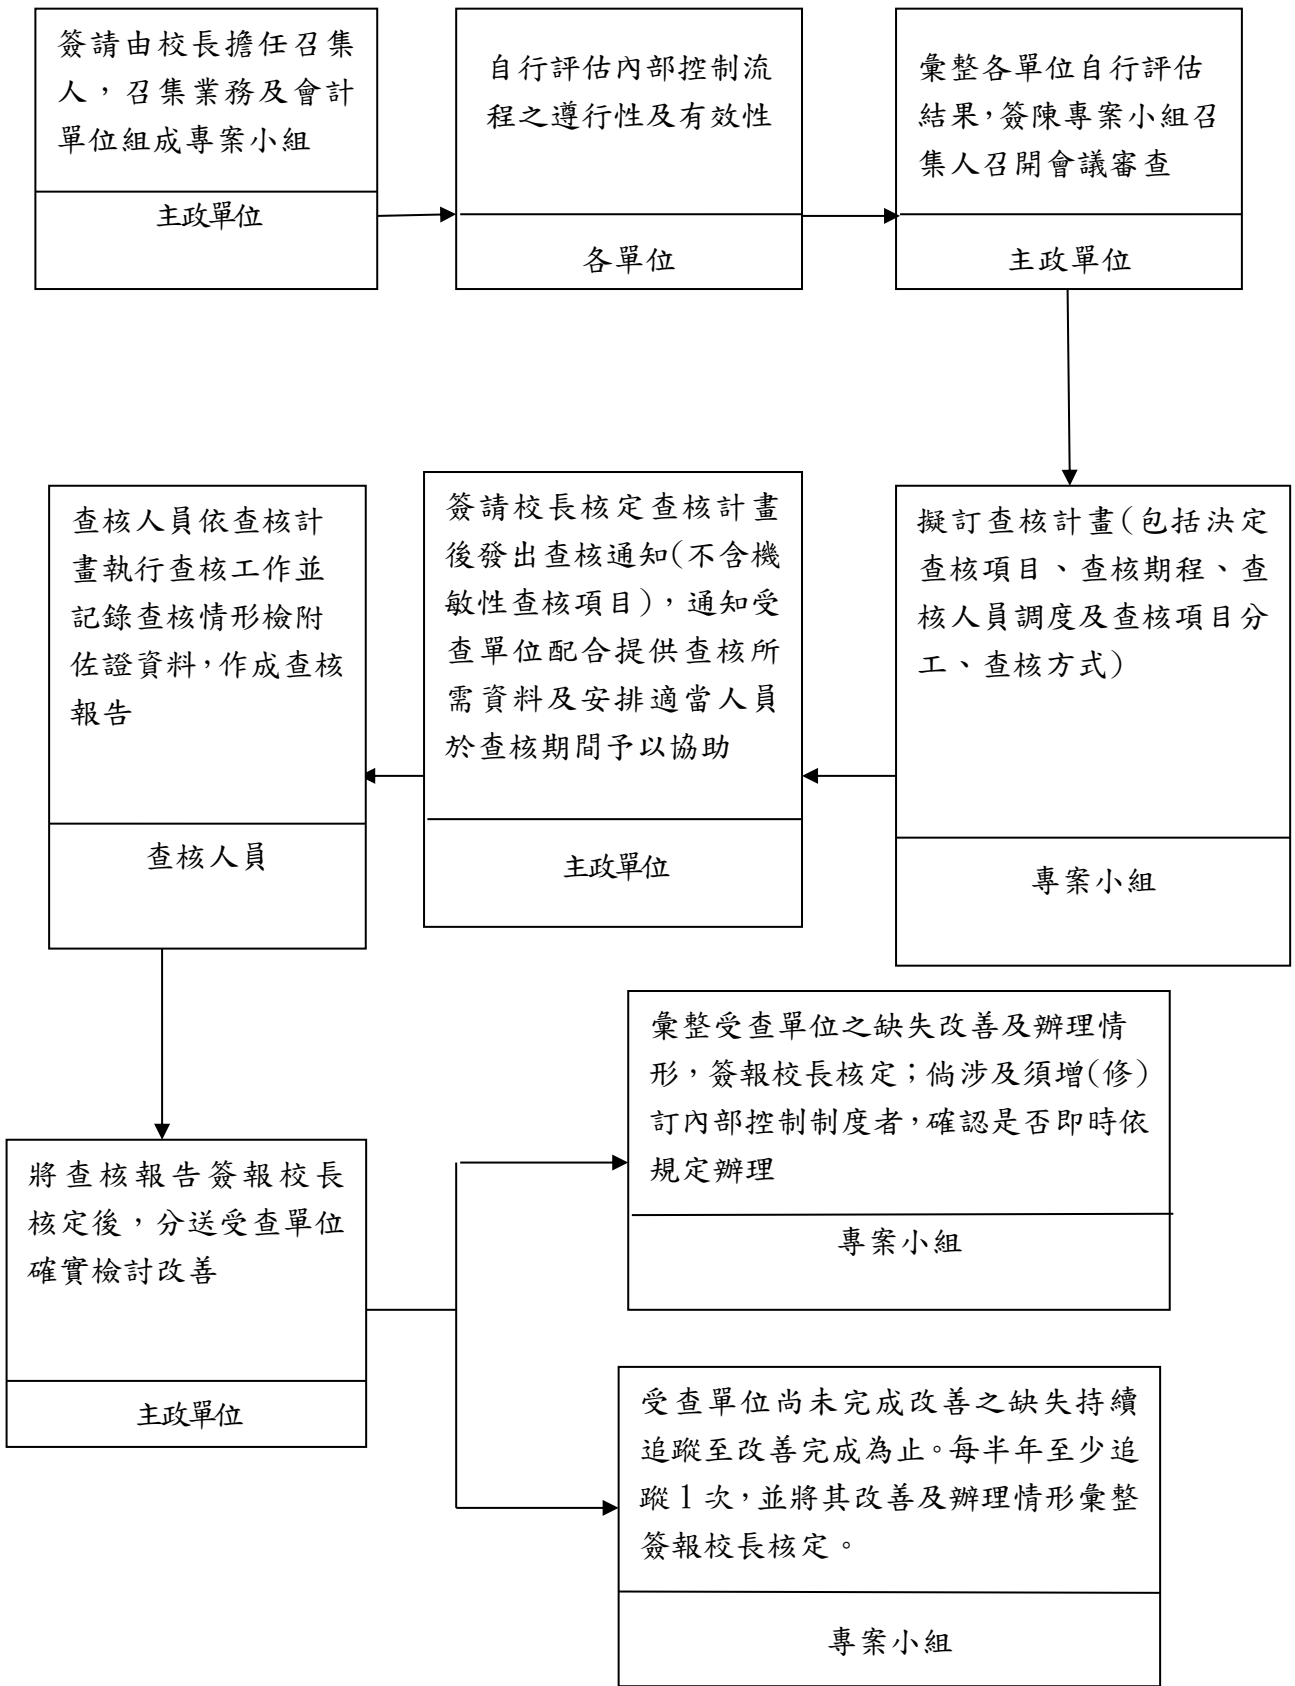 簽請由校長擔任召集
人，召集業務及會計
單位組成專案小組
主政單位
自行評估內部控制流
程之遵行性及有效性
各單位
彙整各單位自行評估
結果，簽陳專案小組召
集人召開會議審查
主政單位
擬訂查核計畫(包括決定
查核項目、查核期程、查
核人員調度及查核項目分
工、查核方式)
專案小組
簽請校長核定查核計畫
後發出查核通知(不含機
敏性查核項目)，通知受
查單位配合提供查核所
需資料及安排適當人員
於查核期間予以協助
主政單位
查核人員依查核計
畫執行查核工作並
記錄查核情形檢附
佐證資料，作成查核
報告
查核人員
將查核報告簽報校長
核定後，分送受查單位
確實檢討改善
主政單位
彙整受查單位之缺失改善及辦理情
形，簽報校長核定；倘涉及須增(修)
訂內部控制制度者，確認是否即時依
規定辦理
專案小組
受查單位尚未完成改善之缺失持續
追蹤至改善完成為止。每半年至少追
蹤1次，並將其改善及辦理情形彙整
簽報校長核定。
專案小組